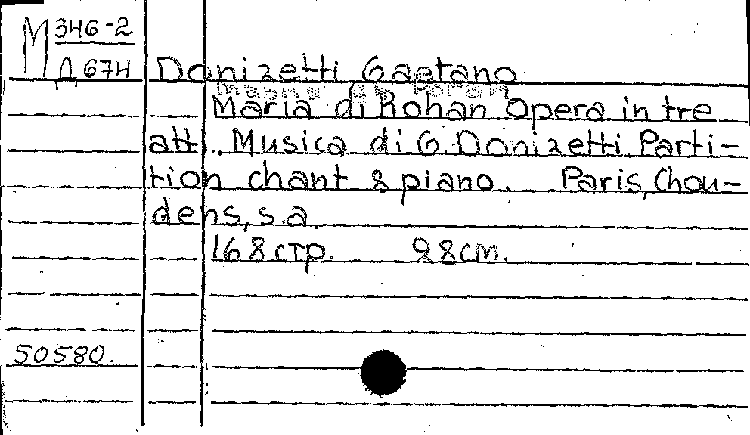 М 346-2
Д 674
Donizetti Gaetano
Maria di Rohan Opera in tre
atti. Musica di G. Donizetti. Parti-
tion chant & piano. Paris, Chou-
dens, s.a.
168 стр. 28 см.
50580.